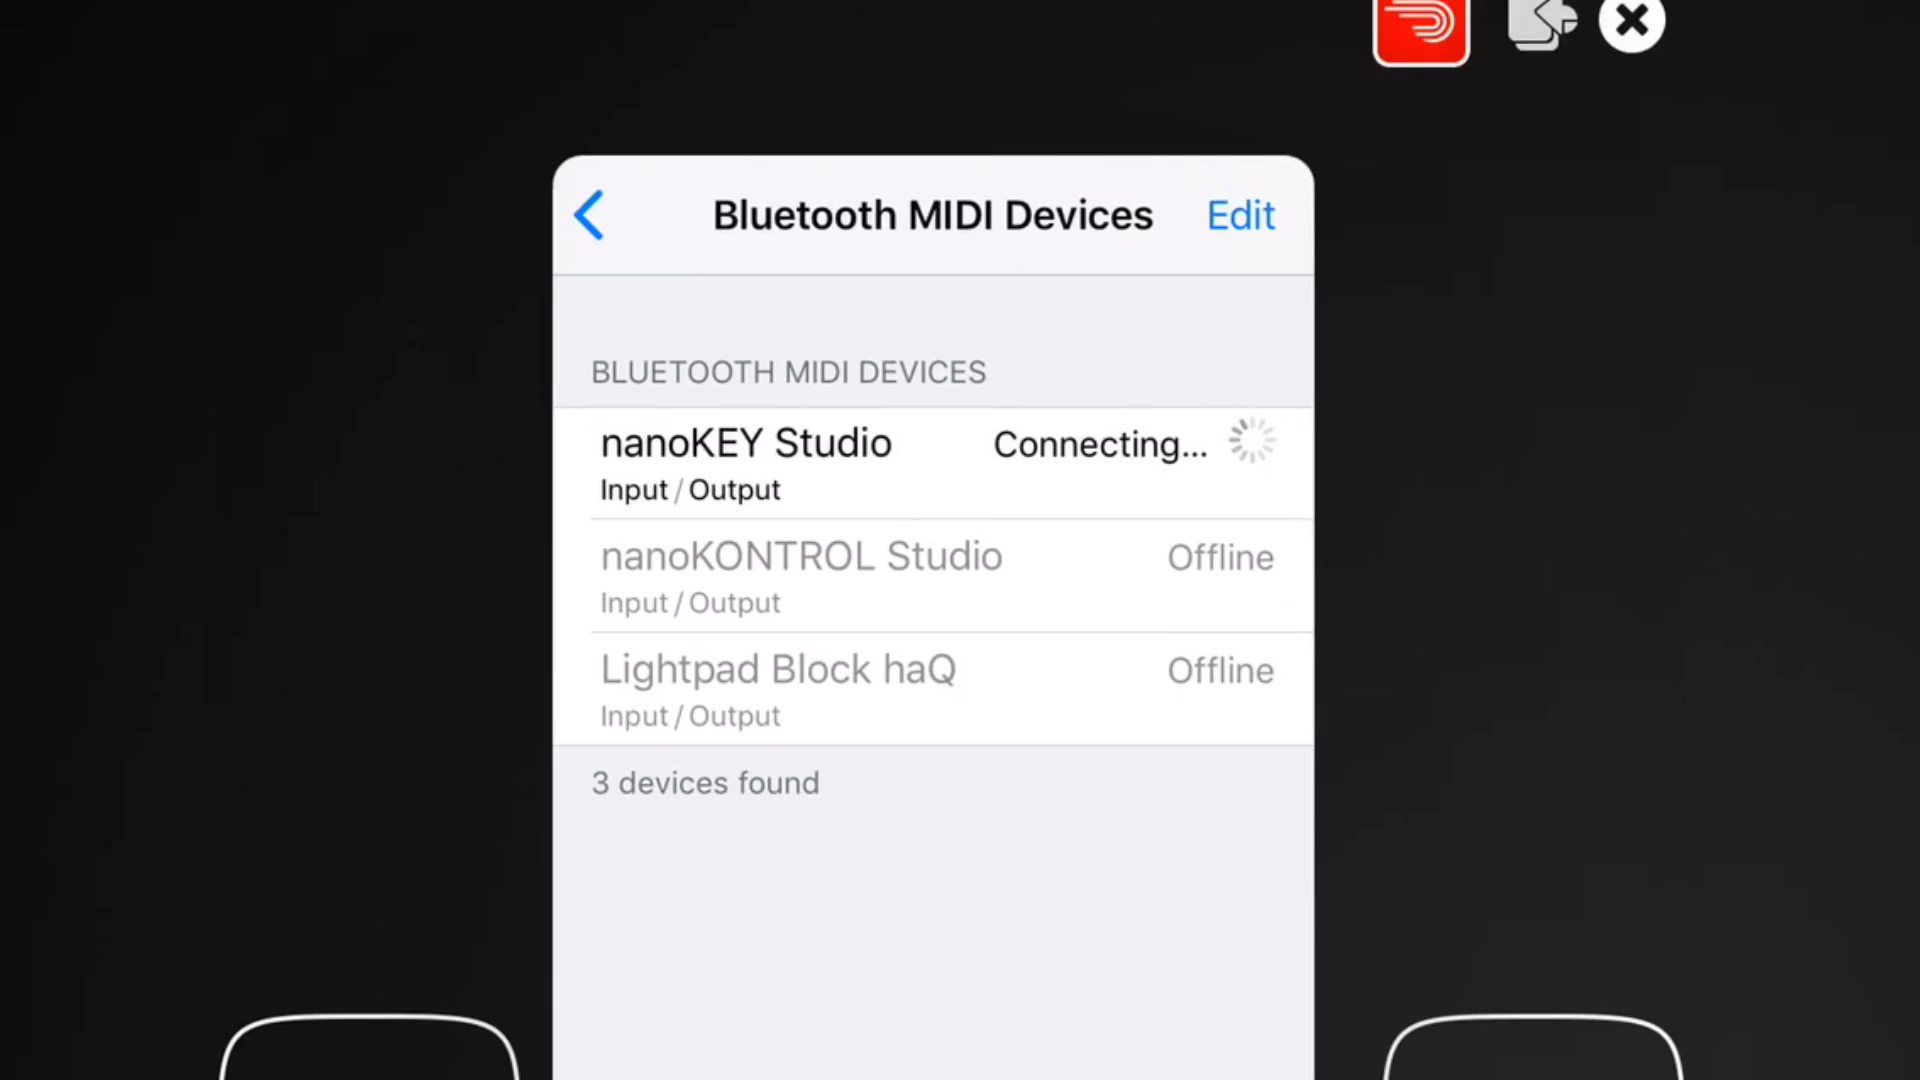 Bluetooth MIDI Devices Edit
BLUETOOTH MIDI DEVICES
nanoKEY Studio Connecting...
Input / Output
nanoKONTROL Studio Offline
Input / Output
Lightpad Block haQ Offline
Input / Output
3 devices found